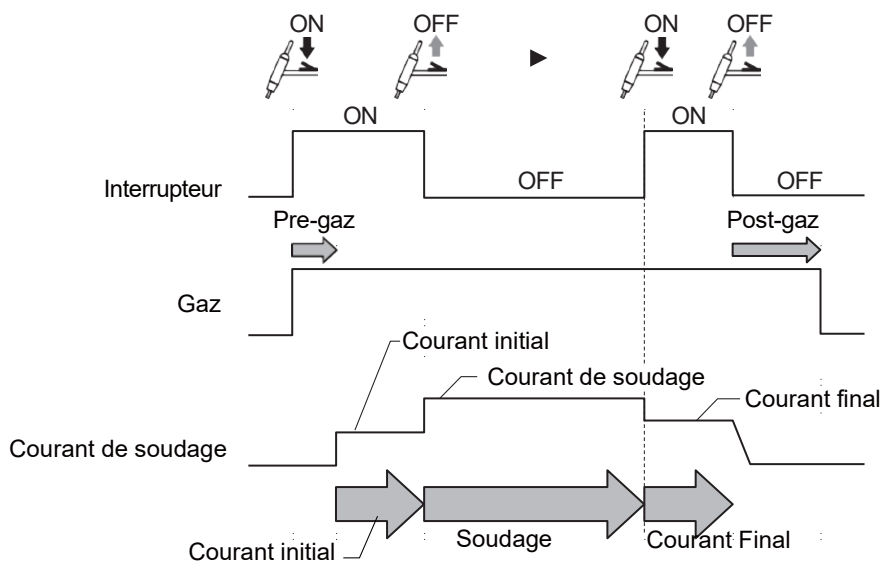 ON OFF ON OFF
ON ON
Interrupteur OFF OFF
Pre-gaz Post-gaz
Gaz
Courant initial
Courant de soudage
Courant final
Courant de soudage
Soudage Courant Final
Courant initial